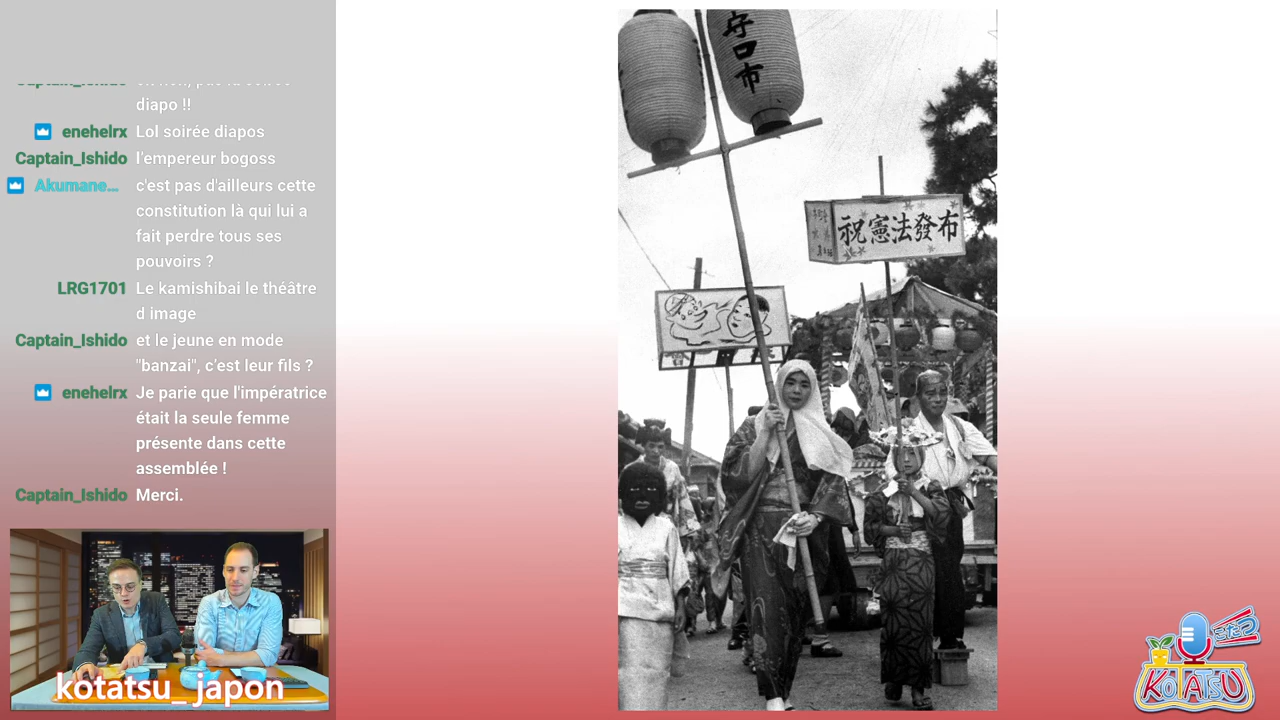 diapo !!
enehelrx Lol soirée diapos
Captain_Ishido l'empereur bogoss
Akumane... c'est pas d'ailleurs cette
constitution là qui lui a
fait perdre tous ses
pouvoirs ?
LRG1701 Le kamishibai le théâtre
d image
Captain_Ishido et le jeune en mode
"banzai", c'est leur fils ?
enehelrx Je parie que l'impératrice
était la seule femme
présente dans cette
assemblée !
Captain_Ishido Merci.
kotatsu_japon
守口市
祝憲法發布
KOTATSU